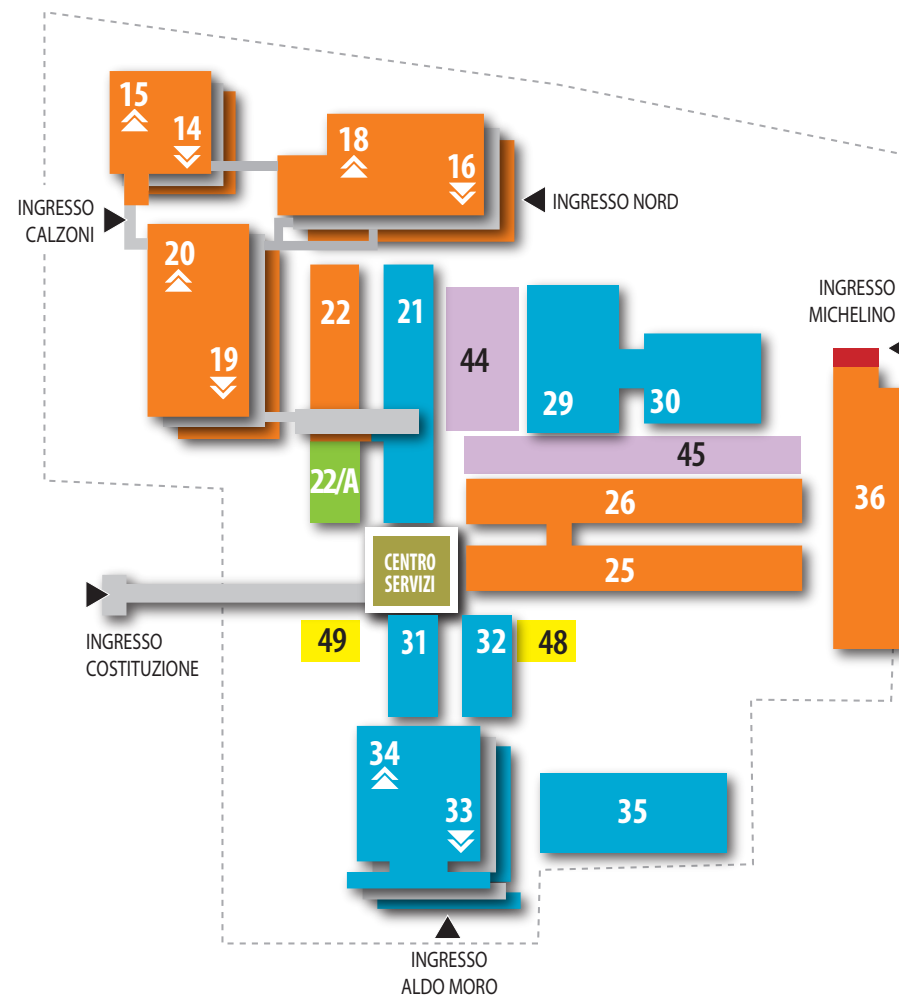 15
14
18
16
INGRESSO
CALZONI
INGRESSO NORD
20
19
22
21
44
29
30
INGRESSO
MICHELINO
45
22/A
26
36
25
CENTRO
SERVIZI
INGRESSO
COSTITUZIONE
49
31
32
48
34
33
35
INGRESSO
ALDO MORO